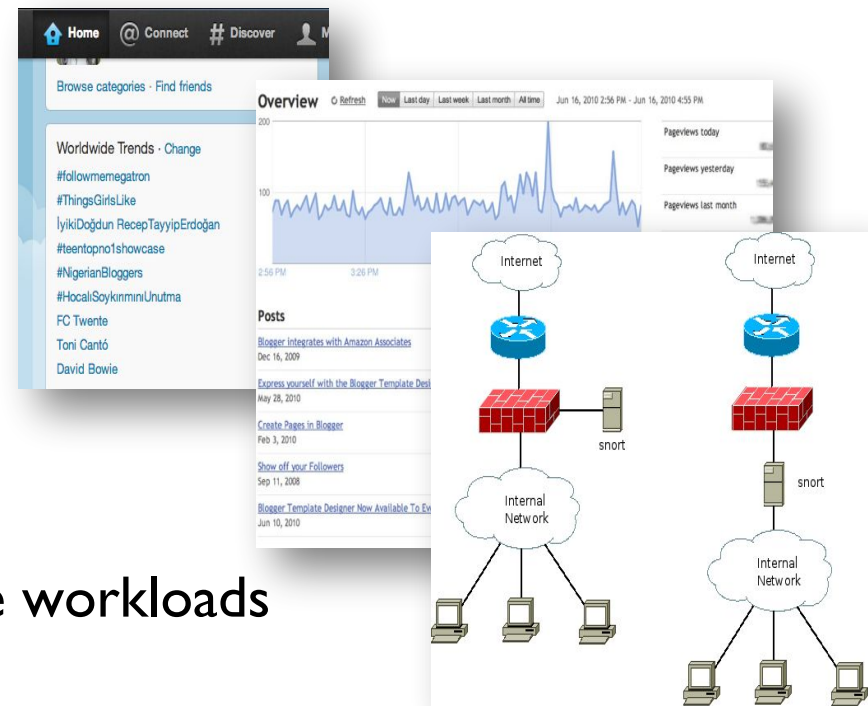 Home @ Connect # Discover
Browse categories · Find friends
Worldwide Trends · Change
#followmemegatron
#ThingsGirlsLike
İyikiDoğdun RecepTayyipErdoğan
#teentopno1showcase
#NigerianBloggers
#HocalıSoykırımınıUnutma
FC Twente
Toni Cantó
David Bowie
Overview Refresh Now Last day Last week Last month All time Jun 16, 2010 2:56 PM - Jun 16, 2010 4:55 PM
200
100
2:56 PM 3:26 PM
Pageviews today
Pageviews yesterday
Pageviews last month
Posts
Blogger integrates with Amazon Associates
Dec 16, 2009
Express yourself with the Blogger Template Desi
May 28, 2010
Create Pages in Blogger
Feb 3, 2010
Show off your Followers
Sep 11, 2008
Blogger Template Designer Now Available To Ev
Jun 10, 2010
Internet
snort
Internal
Network
Internet
snort
Internal
Network
e workloads